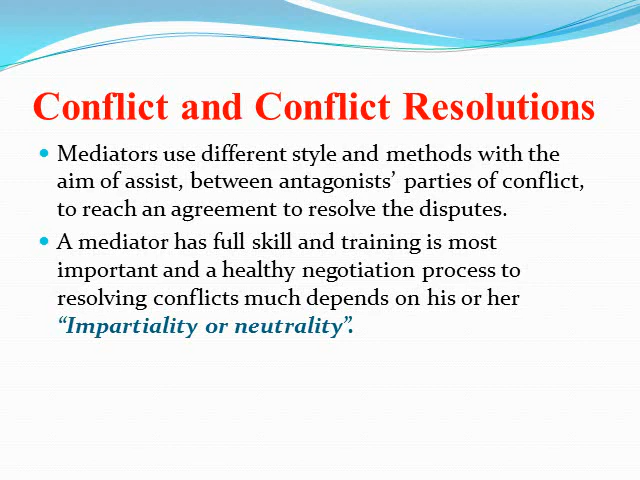 Conflict and Conflict Resolutions
• Mediators use different style and methods with the
aim of assist, between antagonists’ parties of conflict,
to reach an agreement to resolve the disputes.
• A mediator has full skill and training is most
important and a healthy negotiation process to
resolving conflicts much depends on his or her
“Impartiality or neutrality”.